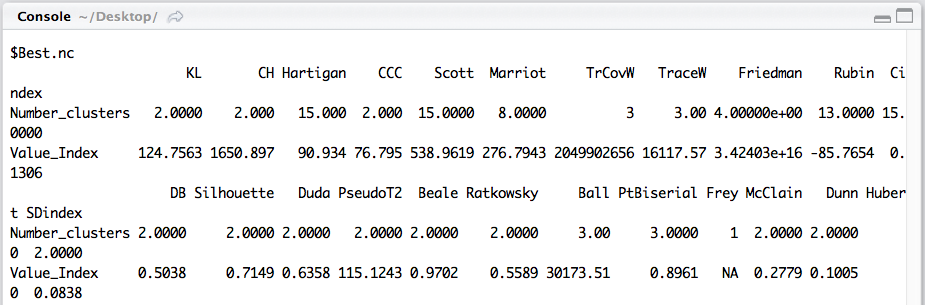 Console ~/Desktop/
$Best.nc
KL CH Hartigan CCC Scott Marriot TrCovW TraceW Friedman Rubin Ci
ndex
Number_clusters 2.0000 2.000 15.000 2.000 15.0000 8.0000 3 3.00 4.00000e+00 13.0000 15.
0000
Value_Index 124.7563 1650.897 90.934 76.795 538.9619 276.7943 2049902656 16117.57 3.42403e+16 -85.7654 0.
1306
DB Silhouette Duda PseudoT2 Beale Ratkowsky Ball PtBiserial Frey McClain Dunn Huber
t SDindex
Number_clusters 2.0000 2.0000 2.0000 2.0000 2.0000 2.0000 3.00 3.0000 1 2.0000 2.0000
0 2.0000
Value_Index 0.5038 0.7149 0.6358 115.1243 0.9702 0.5589 30173.51 0.8961 NA 0.2779 0.1005
0 0.0838